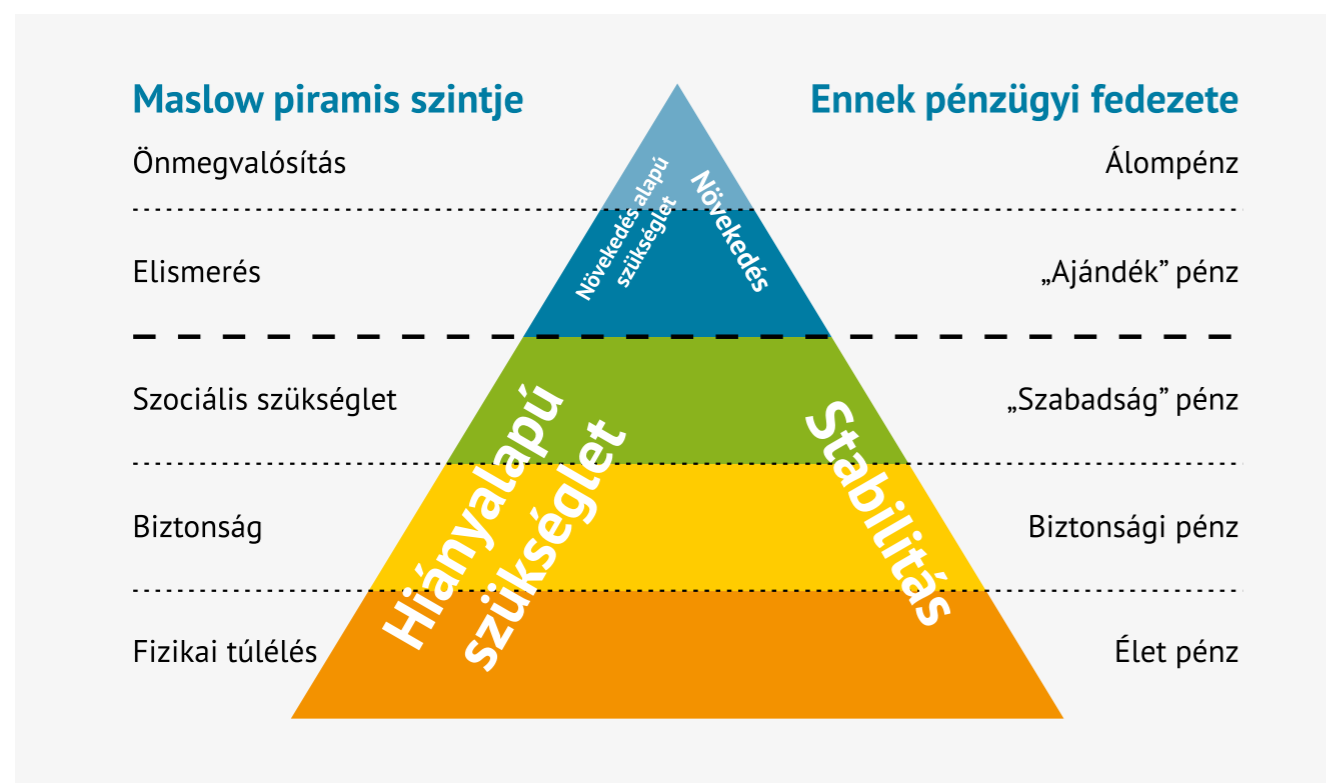 Maslow piramis szintje
Ennek pénzügyi fedezete
Önmegvalósítás
Álompénz
Növekedés alapú
szükséglet
Növekedés
Elismerés
„Ajándék” pénz
Szociális szükséglet
„Szabadság” pénz
Hiányalapú
szükséglet
Stabilitás
Biztonság
Biztonsági pénz
Fizikai túlélés
Élet pénz